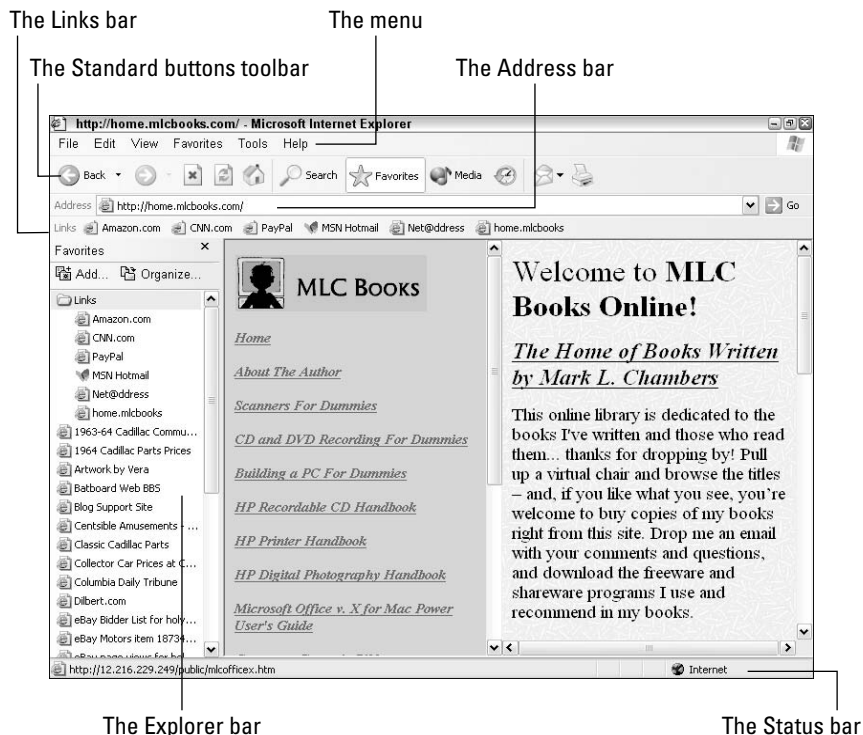 The Links bar
The menu
The Standard buttons toolbar
The Address bar
http://home.mlcbooks.com/ - Microsoft Internet Explorer
File Edit View Favorites Tools Help
Back Search Favorites Media
Address http://home.mlcbooks.com/ Go
Links Amazon.com CNN.com PayPal MSN Hotmail Net@ddress home.mlcbooks
Favorites ×
Add... Organize...
Links
Amazon.com
CNN.com
PayPal
MSN Hotmail
Net@ddress
home.mlcbooks
1963-64 Cadillac Commu...
1964 Cadillac Parts Prices
Artwork by Vera
Batboard Web BBS
Blog Support Site
Centsible Amusements - ...
Classic Cadillac Parts
Collector Car Prices at C...
Columbia Daily Tribune
Dilbert.com
eBay Bidder List for holy...
eBay Motors item 18734...
MLC BOOKS
Home
About The Author
Scanners For Dummies
CD and DVD Recording For Dummies
Building a PC For Dummies
HP Recordable CD Handbook
HP Printer Handbook
HP Digital Photography Handbook
Microsoft Office v. X for Mac Power
User's Guide
Welcome to MLC
Books Online!
The Home of Books Written
by Mark L. Chambers
This online library is dedicated to the
books I've written and those who read
them... thanks for dropping by! Pull
up a virtual chair and browse the titles
– and, if you like what you see, you're
welcome to buy copies of my books
right from this site. Drop me an email
with your comments and questions,
and download the freeware and
shareware programs I use and
recommend in my books.
http://12.216.229.249/public/mlcofficex.htm
Internet
The Explorer bar
The Status bar